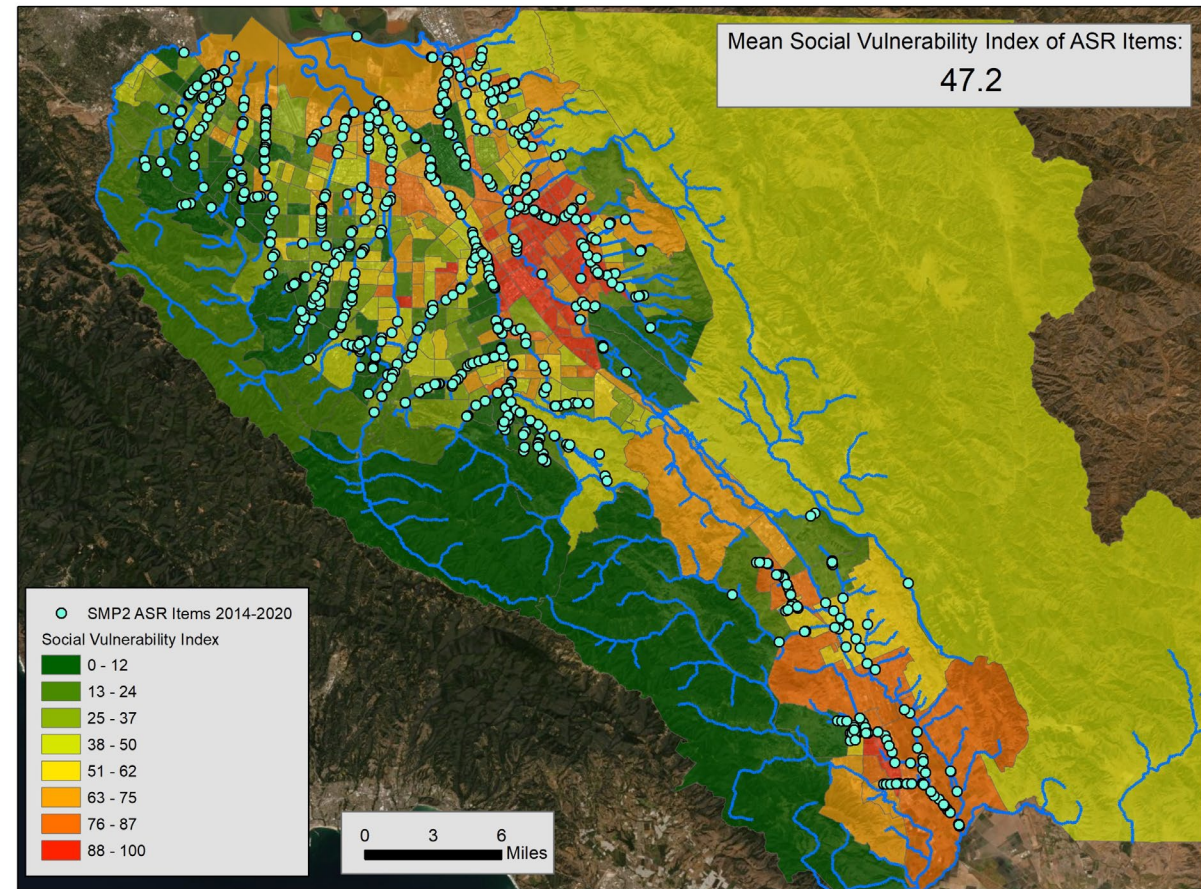 Mean Social Vulnerability Index of ASR Items:
47.2
SMP2 ASR Items 2014-2020
Social Vulnerability Index
0 - 12
13 - 24
25 - 37
38 - 50
51 - 62
63 - 75
76 - 87
88 - 100
0 3 6
Miles